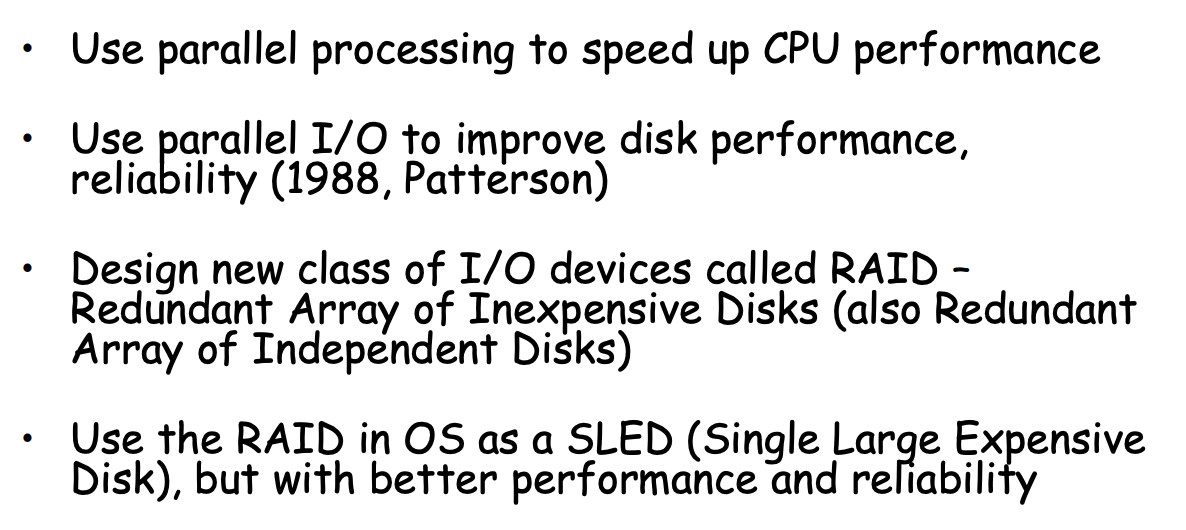 • Use parallel processing to speed up CPU performance
• Use parallel I/O to improve disk performance,
reliability (1988, Patterson)
• Design new class of I/O devices called RAID –
Redundant Array of Inexpensive Disks (also Redundant
Array of Independent Disks)
• Use the RAID in OS as a SLED (Single Large Expensive
Disk), but with better performance and reliability